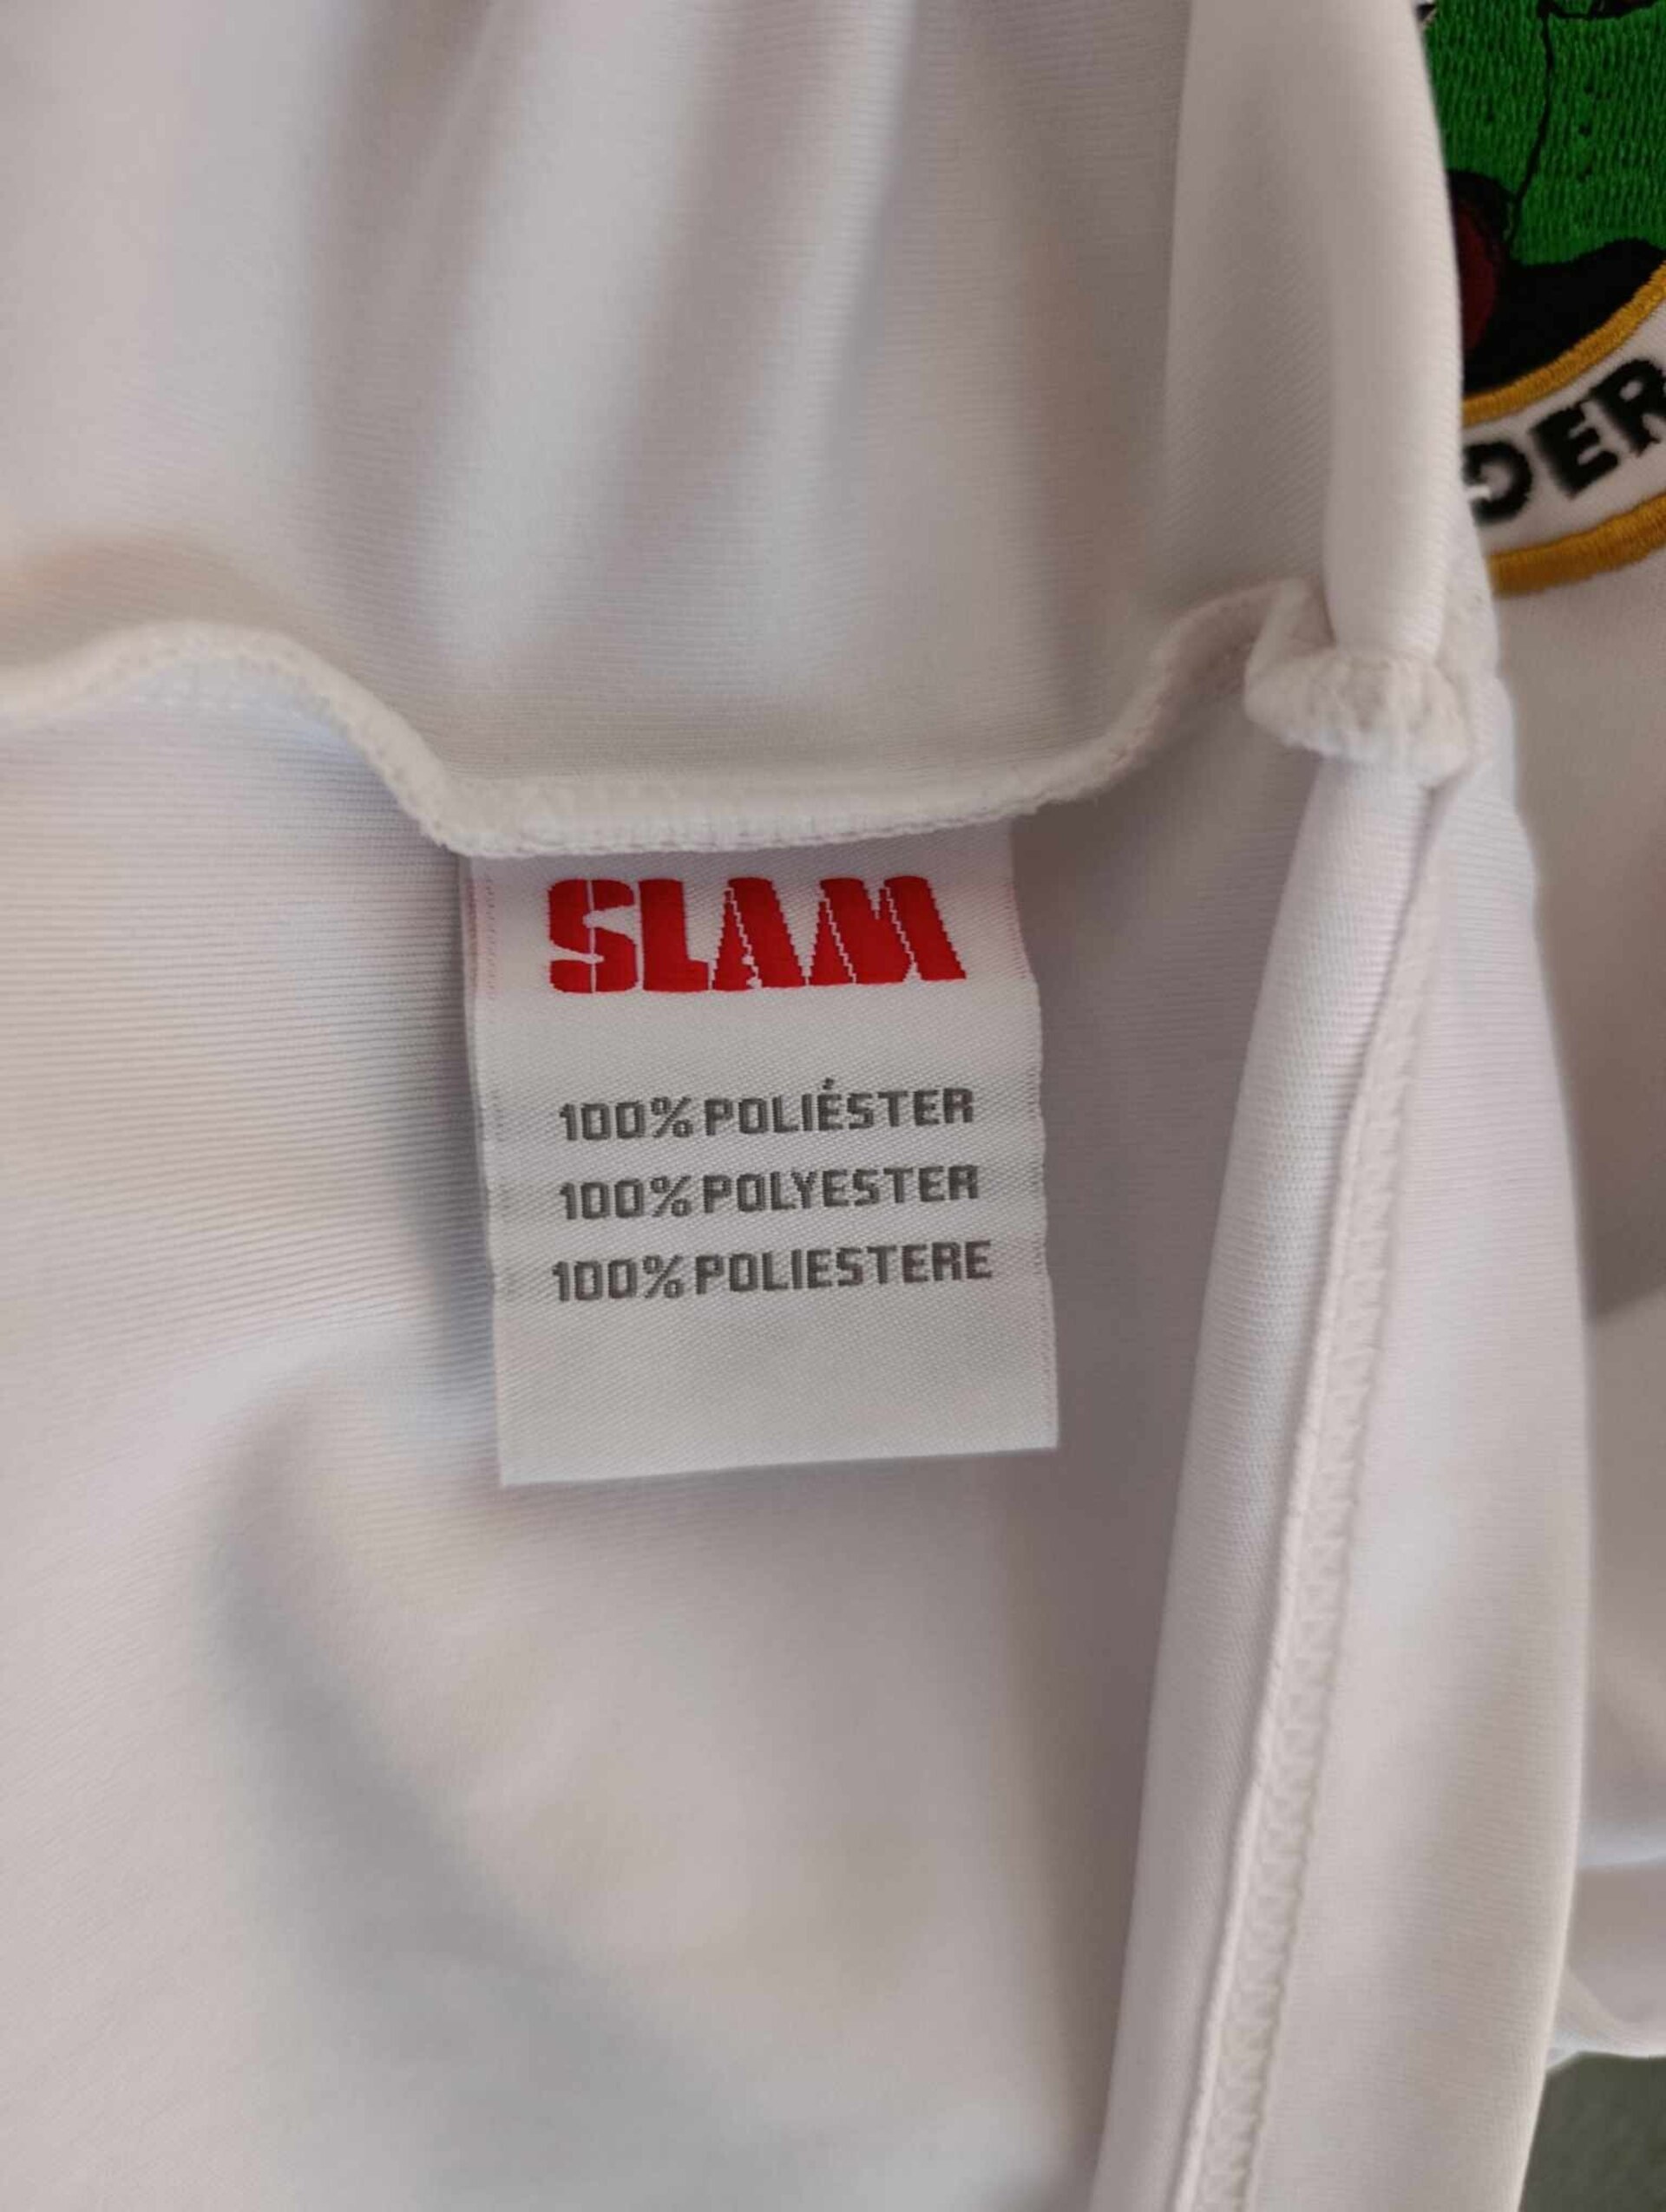 SLAM
100% POLIÉSTER
100% POLYESTER
100% POLIESTERE